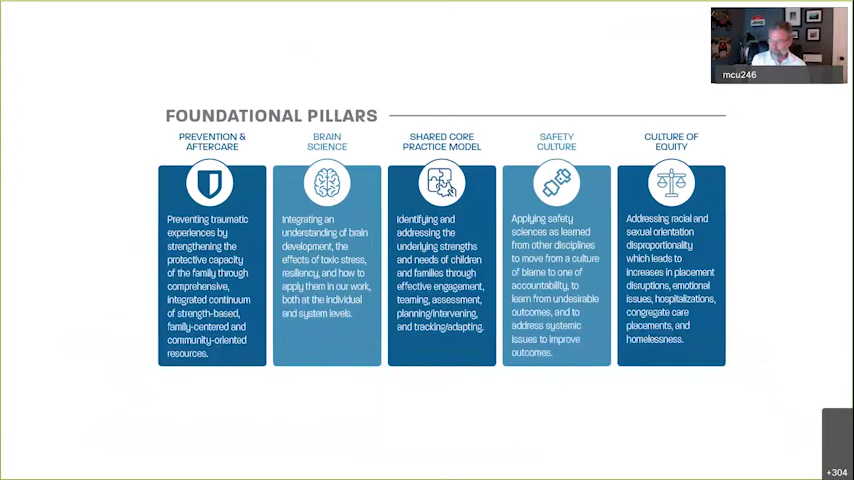 mcu246
FOUNDATIONAL PILLARS
PREVENTION &
AFTERCARE
Preventing traumatic
experiences by
strengthening the
protective capacity
of the family through
comprehensive,
integrated continuum
of strength-based,
family-centered and
community-oriented
resources.
BRAIN
SCIENCE
Integrating an
understanding of brain
development, the
effects of toxic stress,
resiliency, and how to
apply them in our work,
both at the individual
and system levels.
SHARED CORE
PRACTICE MODEL
Identifying and
addressing the
underlying strengths
and needs of children
and families through
effective engagement,
teaming, assessment,
planning/intervening,
and tracking/adapting.
SAFETY
CULTURE
Applying safety
sciences as learned
from other disciplines
to move from a culture
of blame to one of
accountability, to
learn from undesirable
outcomes, and to
address systemic
issues to improve
outcomes.
CULTURE OF
EQUITY
Addressing racial and
sexual orientation
disproportionality
which leads to
increases in placement
disruptions, emotional
issues, hospitalizations,
congregate care
placements, and
homelessness.
+304